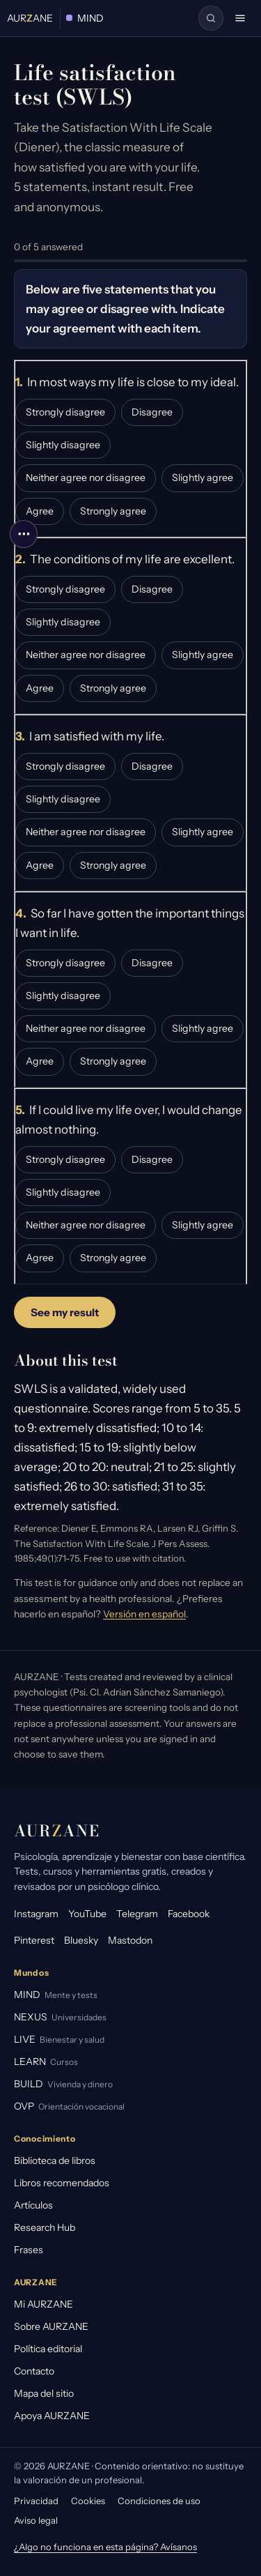 AURZANE
MIND
Life satisfaction
test (SWLS)
Take the Satisfaction With Life Scale
(Diener), the classic measure of
how satisfied you are with your life.
5 statements, instant result. Free
and anonymous.
0 of 5 answered
Below are five statements that you
may agree or disagree with. Indicate
your agreement with each item.
1. In most ways my life is close to my ideal.
Strongly disagree Disagree
Slightly disagree
Neither agree nor disagree Slightly agree
Agree Strongly agree
2. The conditions of my life are excellent.
Strongly disagree Disagree
Slightly disagree
Neither agree nor disagree Slightly agree
Agree Strongly agree
3. I am satisfied with my life.
Strongly disagree Disagree
Slightly disagree
Neither agree nor disagree Slightly agree
Agree Strongly agree
4. So far I have gotten the important things
I want in life.
Strongly disagree Disagree
Slightly disagree
Neither agree nor disagree Slightly agree
Agree Strongly agree
5. If I could live my life over, I would change
almost nothing.
Strongly disagree Disagree
Slightly disagree
Neither agree nor disagree Slightly agree
Agree Strongly agree
See my result
About this test
SWLS is a validated, widely used
questionnaire. Scores range from 5 to 35. 5
to 9: extremely dissatisfied; 10 to 14:
dissatisfied; 15 to 19: slightly below
average; 20 to 20: neutral; 21 to 25: slightly
satisfied; 26 to 30: satisfied; 31 to 35:
extremely satisfied.
Reference: Diener E, Emmons RA, Larsen RJ, Griffin S.
The Satisfaction With Life Scale. J Pers Assess.
1985;49(1):71-75. Free to use with citation.
This test is for guidance only and does not replace an
assessment by a health professional. ¿Prefieres
hacerlo en español? Versión en español.
AURZANE · Tests created and reviewed by a clinical
psychologist (Psi. Cl. Adrian Sánchez Samaniego).
These questionnaires are screening tools and do not
replace a professional assessment. Your answers are
not sent anywhere unless you are signed in and
choose to save them.
AURZANE
Psicología, aprendizaje y bienestar con base científica.
Tests, cursos y herramientas gratis, creados y
revisados por un psicólogo clínico.
Instagram YouTube Telegram Facebook
Pinterest Bluesky Mastodon
Mundos
MIND Mente y tests
NEXUS Universidades
LIVE Bienestar y salud
LEARN Cursos
BUILD Vivienda y dinero
OVP Orientación vocacional
Conocimiento
Biblioteca de libros
Libros recomendados
Artículos
Research Hub
Frases
AURZANE
Mi AURZANE
Sobre AURZANE
Política editorial
Contacto
Mapa del sitio
Apoya AURZANE
© 2026 AURZANE · Contenido orientativo: no sustituye
la valoración de un profesional.
Privacidad Cookies Condiciones de uso
Aviso legal
¿Algo no funciona en esta página? Avísanos